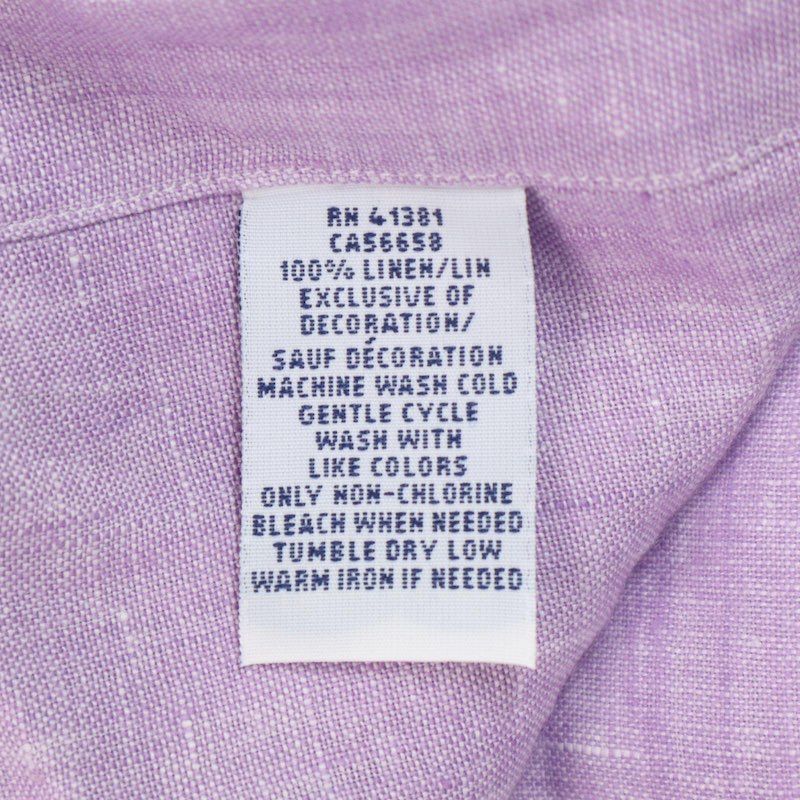 RN 41381
CA56658
100% LINEN/LIN
EXCLUSIVE OF
DECORATION/
SAUF DÉCORATION
MACHINE WASH COLD
GENTLE CYCLE
WASH WITH
LIKE COLORS
ONLY NON-CHLORINE
BLEACH WHEN NEEDED
TUMBLE DRY LOW
WARM IRON IF NEEDED